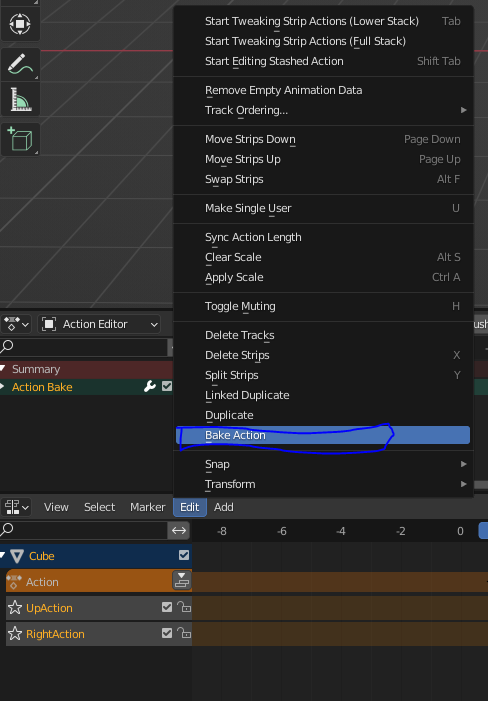 Start Tweaking Strip Actions (Lower Stack) Tab
Start Tweaking Strip Actions (Full Stack)
Start Editing Stashed Action Shift Tab
Remove Empty Animation Data
Track Ordering...
Move Strips Down Page Down
Move Strips Up Page Up
Swap Strips Alt F
Make Single User U
Sync Action Length
Clear Scale Alt S
Apply Scale Ctrl A
Toggle Muting H
Delete Tracks
Delete Strips X
Split Strips Y
Linked Duplicate
Duplicate
Bake Action
Snap
Transform
Action Editor
Summary
Action Bake
View Select Marker Edit Add
-8 -6 -4 -2 0
Cube
Action
UpAction
RightAction